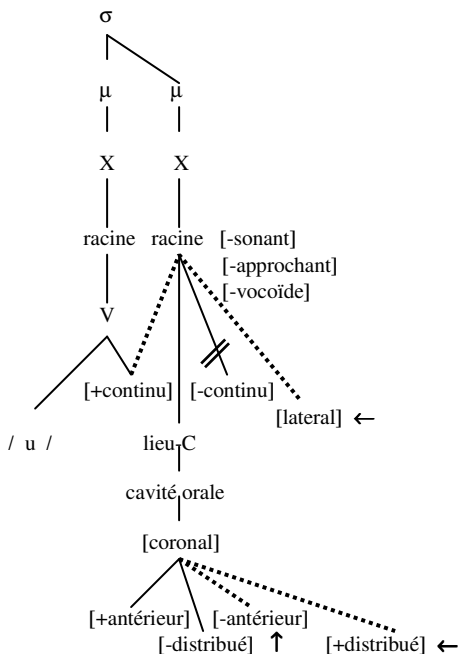 σ
μ μ
X X
racine racine [-sonant]
[-approchant]
[-vocoïde]
V
[+continu] [-continu]
[lateral] ←
/ u / lieu-C
cavité orale
[coronal]
[+antérieur] [-antérieur]
[-distribué] ↑ [+distribué] ←